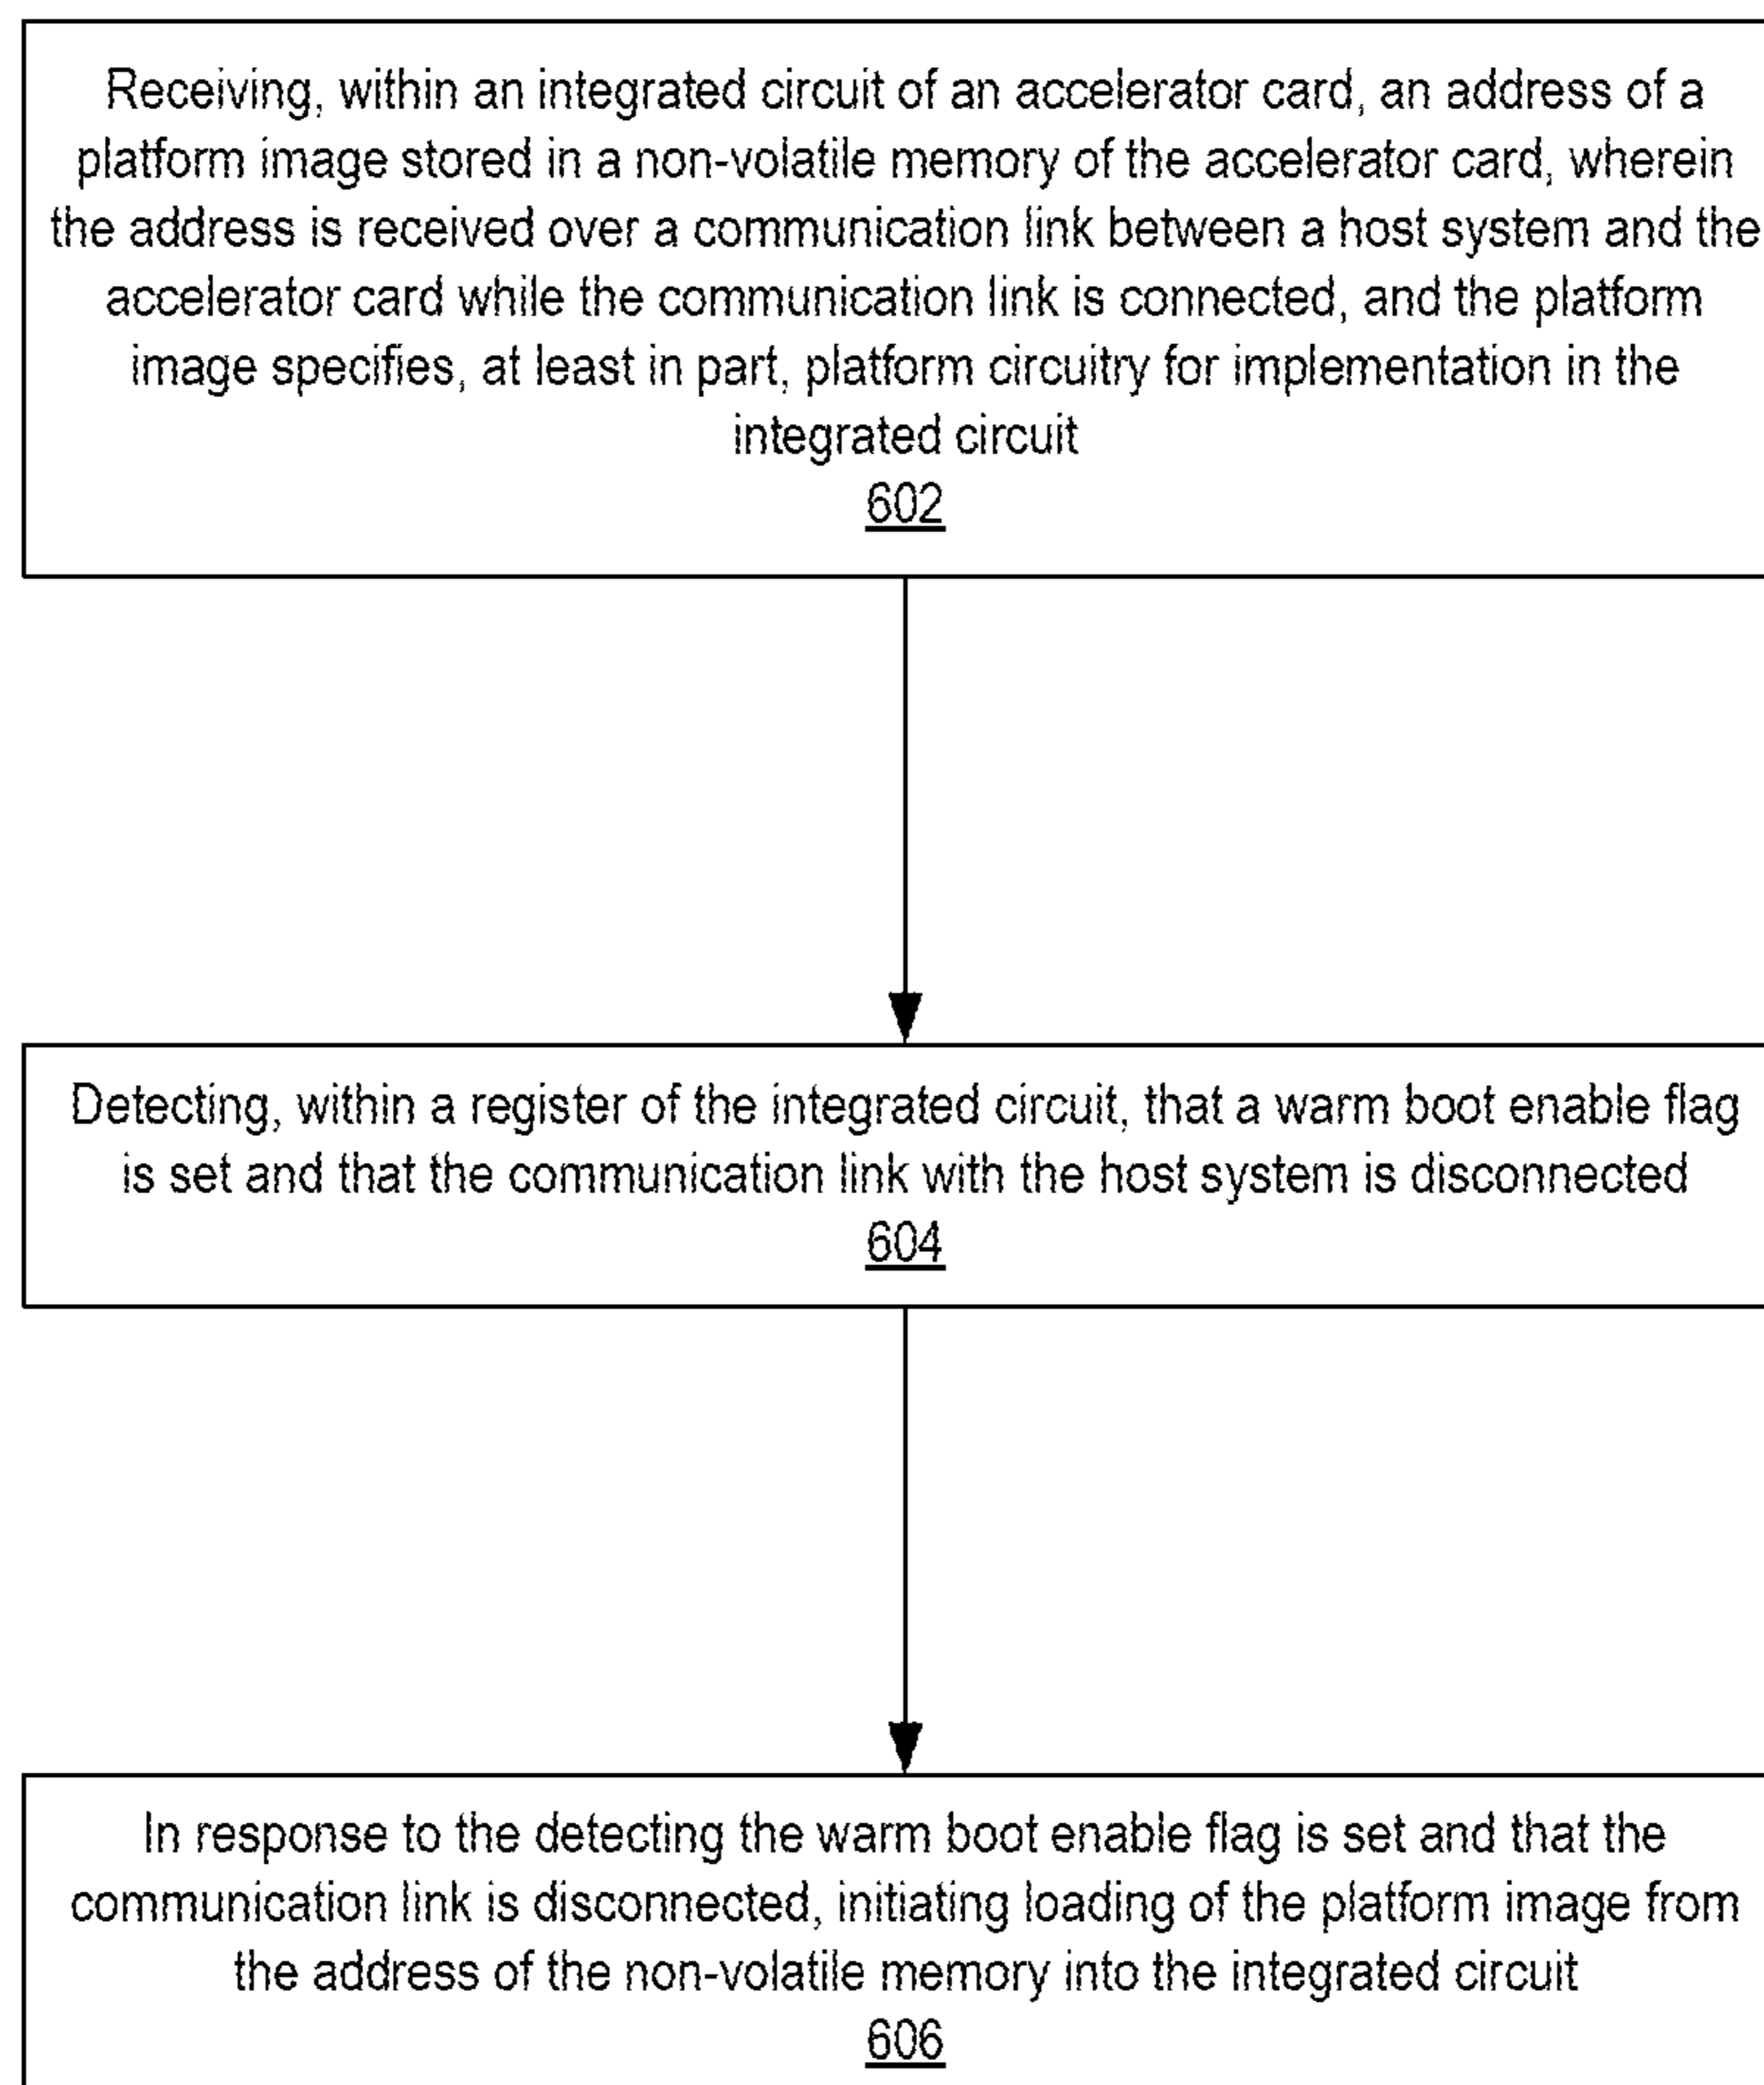 Receiving, within an integrated circuit of an accelerator card, an address of a
platform image stored in a non-volatile memory of the accelerator card, wherein
the address is received over a communication link between a host system and the
accelerator card while the communication link is connected, and the platform
image specifies, at least in part, platform circuitry for implementation in the
integrated circuit
602
Detecting, within a register of the integrated circuit, that a warm boot enable flag
is set and that the communication link with the host system is disconnected
604
In response to the detecting the warm boot enable flag is set and that the
communication link is disconnected, initiating loading of the platform image from
the address of the non-volatile memory into the integrated circuit
606